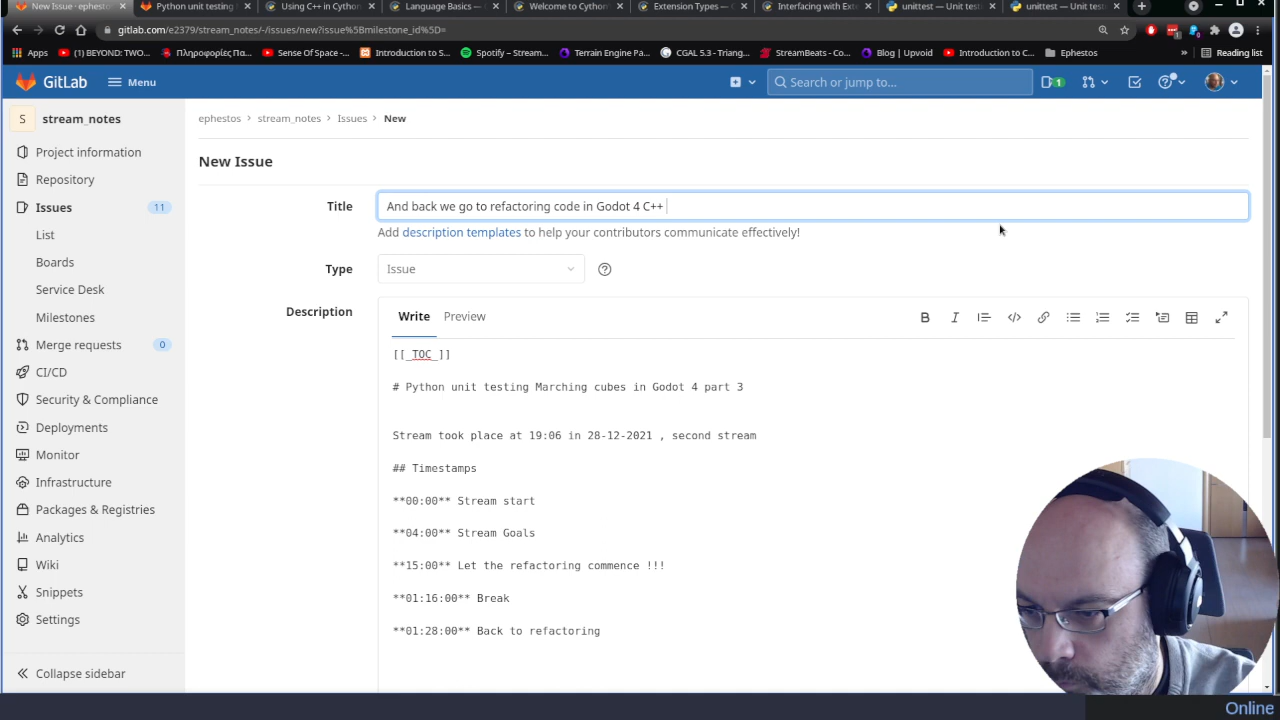 New Issue · ephestos
Python unit testing
Using C++ in Cython
Language Basics —
Welcome to Cython
Extension Types —
Interfacing with Exte
unittest — Unit test
unittest — Unit test
gitlab.com/e2379/stream_notes/-/issues/new?issue%5Bmilestone_id%5D=
Apps
(1) BEYOND: TWO...
Πληροφορίες Πα...
Sense Of Space -...
Introduction to S...
Spotify – Stream...
Terrain Engine Pa...
CGAL 5.3 - Triang...
StreamBeats - Co...
Blog | Upvoid
Introduction to C...
Ephestos
»
Reading list
GitLab
Menu
Search or jump to...
1
S
stream_notes
Project information
Repository
Issues
11
List
Boards
Service Desk
Milestones
Merge requests
0
CI/CD
Security & Compliance
Deployments
Monitor
Infrastructure
Packages & Registries
Analytics
Wiki
Snippets
Settings
Collapse sidebar
ephestos › stream_notes › Issues › New
New Issue
Title
And back we go to refactoring code in Godot 4 C++
Add description templates to help your contributors communicate effectively!
Type
Issue
Description
Write
Preview
[[_TOC_]]
# Python unit testing Marching cubes in Godot 4 part 3
Stream took place at 19:06 in 28-12-2021 , second stream
## Timestamps
**00:00** Stream start
**04:00** Stream Goals
**15:00** Let the refactoring commence !!!
**01:16:00** Break
**01:28:00** Back to refactoring
Online